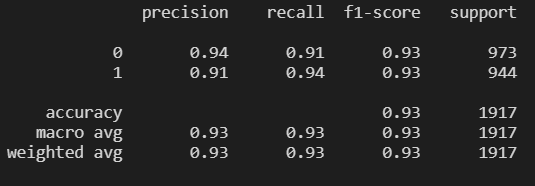 precision recall f1-score support
0 0.94 0.91 0.93 973
1 0.91 0.94 0.93 944
accuracy 0.93 1917
macro avg 0.93 0.93 0.93 1917
weighted avg 0.93 0.93 0.93 1917